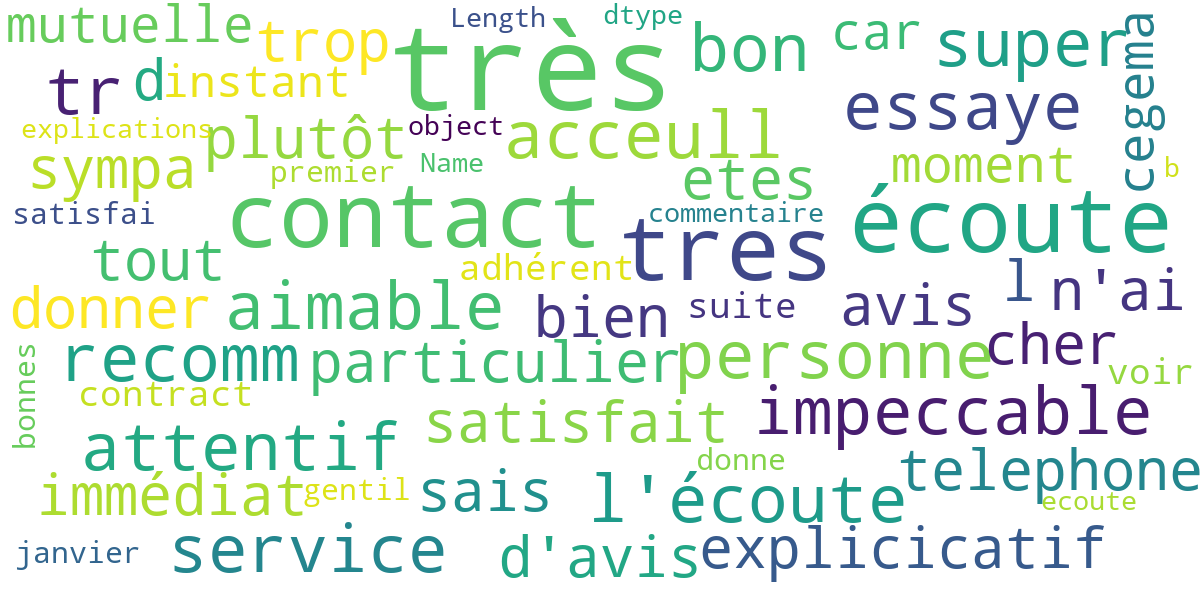 mutuelle
trop
Length
dtype
très
bon
car
super
cegema
tr
d
instant
essaye
explications
plutôt
object
acceull
sympa
premier
Name
etes
moment
b
satisfai
contact
commentaire
tres
écoute
tout
adhérent
donner
aimable
bien
suite
avis
l
n'ai
bonnes
recomm
particulier
personne
cher
voir
contract
satisfait
impeccable
attentif
donne
telephone
immédiat
gentil
sais
l'écoute
ecoute
janvier
service
d'avis
explicicatif